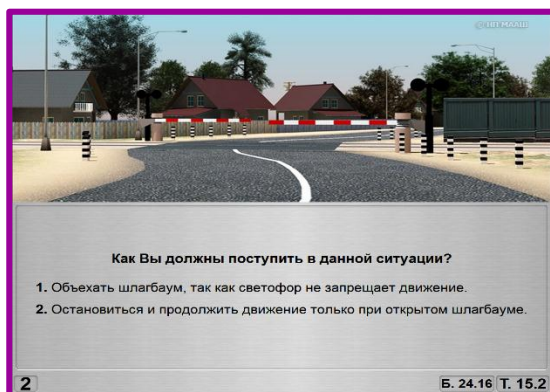 Как Вы должны поступить в данной ситуации?
1. Объехать шлагбаум, так как светофор не запрещает движение.
2. Остановиться и продолжить движение только при открытом шлагбауме.
2
Б. 24.16 Т. 15.2